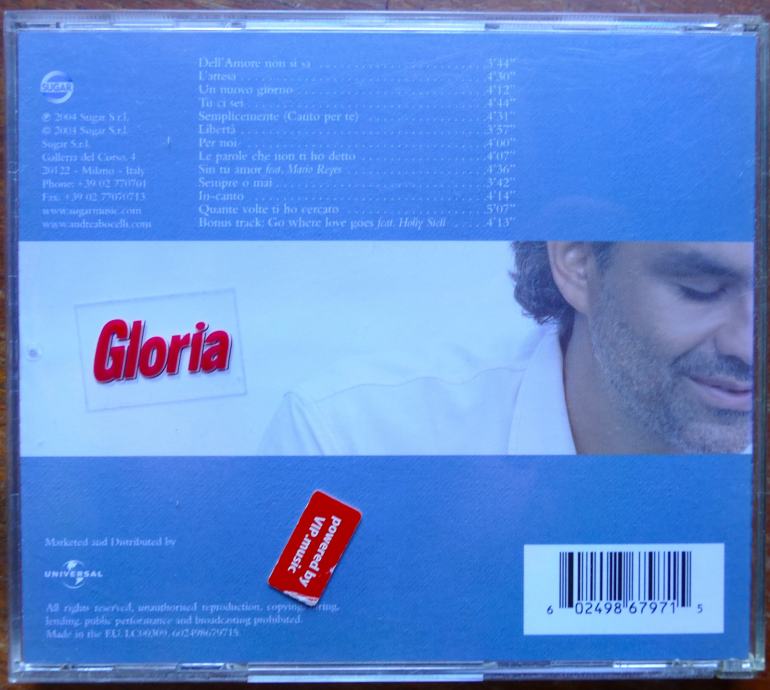 Dell'Amore non si sa 3'44"
L'attesa 4'30"
Un nuovo giorno 4'12"
Tu ci sei 4'44"
Semplicemente (Canto per te) 4'31"
Libertà 3'57"
Per noi 4'00"
Le parole che non ti ho detto 4'07"
Sin tu amor feat. Mario Reyes 4'36"
Sempre o mai 3'42"
In-canto 4'14"
Quante volte ti ho cercato 5'07"
Bonus track: Go where love goes feat. Holly Stell 4'13"
SUGAR
℗ 2004 Sugar S.r.l.
© 2004 Sugar S.r.l.
Sugar S.r.l.
Galleria del Corso, 4
20122 - Milano - Italy
Phone: +39 02 770701
Fax: +39 02 77070713
www.sugarmusic.com
www.andreabocelli.com
Gloria
powered by
VIP.music
Marketed and Distributed by
UNIVERSAL
All rights reserved, unauthorised reproduction, copying,
lending, public performance and broadcasting prohibited.
Made in the EU. LC00309. 602498679715.
6 02498 67971 5